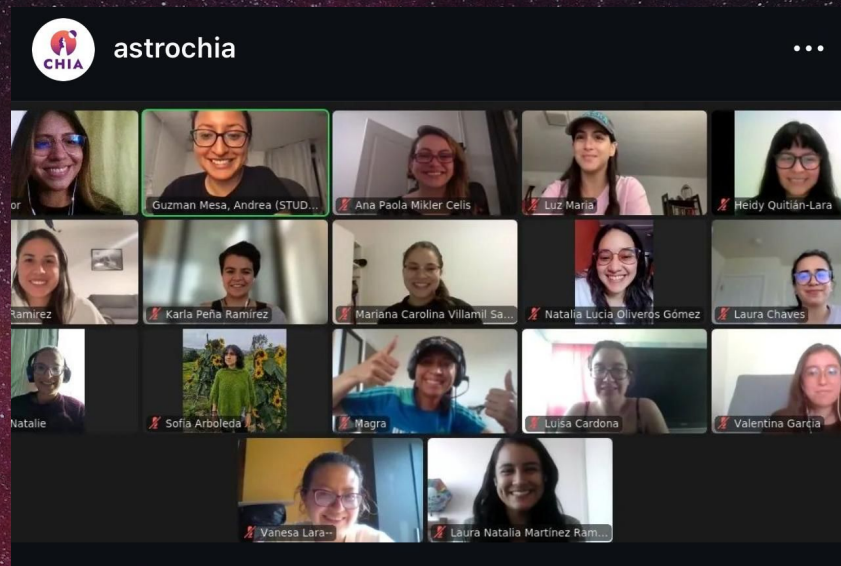 CHIA
astrochia
or
Guzman Mesa, Andrea (STUD...
Ana Paola Mikler Celis
Luz Maria
Heidy Quitián-Lara
Ramirez
Karla Peña Ramírez
Mariana Carolina Villamil Sa...
Natalia Lucia Oliveros Gómez
Laura Chaves
Natalie
Sofía Arboleda
Magra
Luisa Cardona
Valentina Garcia
Vanesa Lara--
Laura Natalia Martínez Ram...